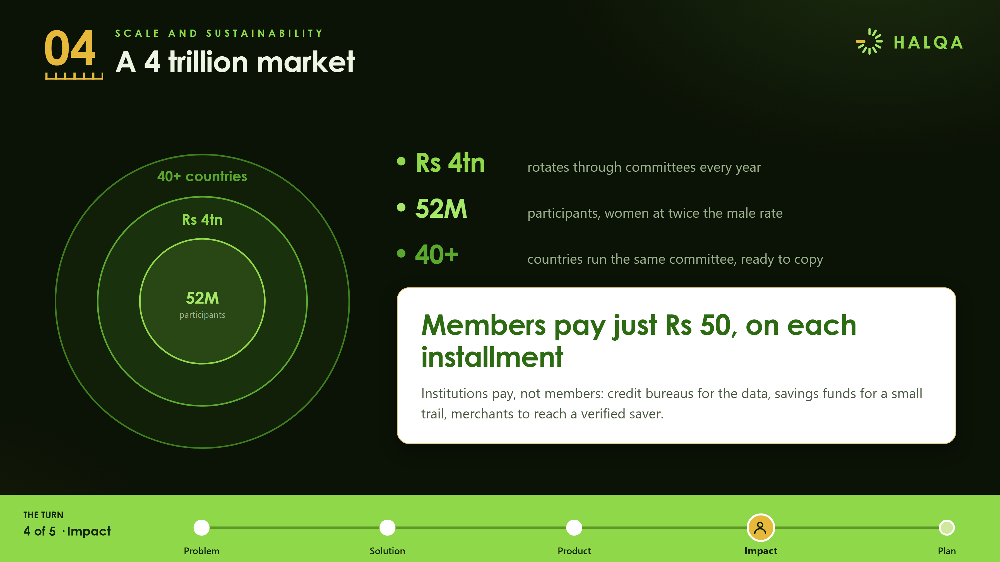 04
SCALE AND SUSTAINABILITY
A 4 trillion market
HALQA
40+ countries
Rs 4tn
52M
participants
Rs 4tn
rotates through committees every year
52M
participants, women at twice the male rate
40+
countries run the same committee, ready to copy
Members pay just Rs 50, on each
installment
Institutions pay, not members: credit bureaus for the data, savings funds for a small
trail, merchants to reach a verified saver.
THE TURN
4 of 5 · Impact
Problem
Solution
Product
Impact
Plan